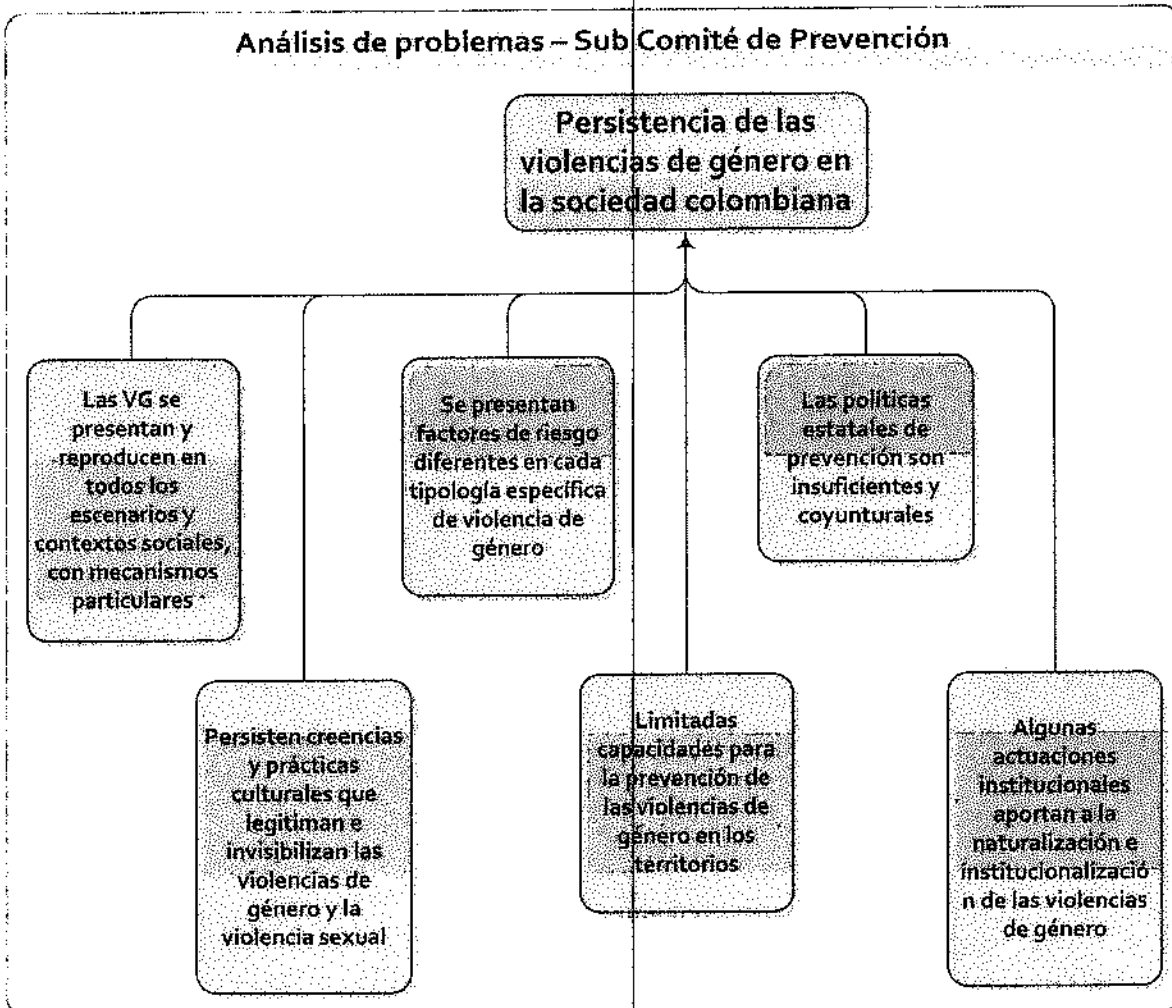 Análisis de problemas – Sub Comité de Prevención
Persistencia de las
violencias de género en
la sociedad colombiana
Las VG se
presentan y
reproducen en
todos los
escenarios y
contextos sociales,
con mecanismos
particulares
Se presentan
factores de riesgo
diferentes en cada
tipología específica
de violencia de
género
Las políticas
estatales de
prevención son
insuficientes y
coyunturales
Persisten creencias
y prácticas
culturales que
legitiman e
invisibilizan las
violencias de
género y la
violencia sexual
Limitadas
capacidades para
la prevención de
las violencias de
género en los
territorios
Algunas
actuaciones
institucionales
aportan a la
naturalización e
institucionalizació
n de las violencias
de género